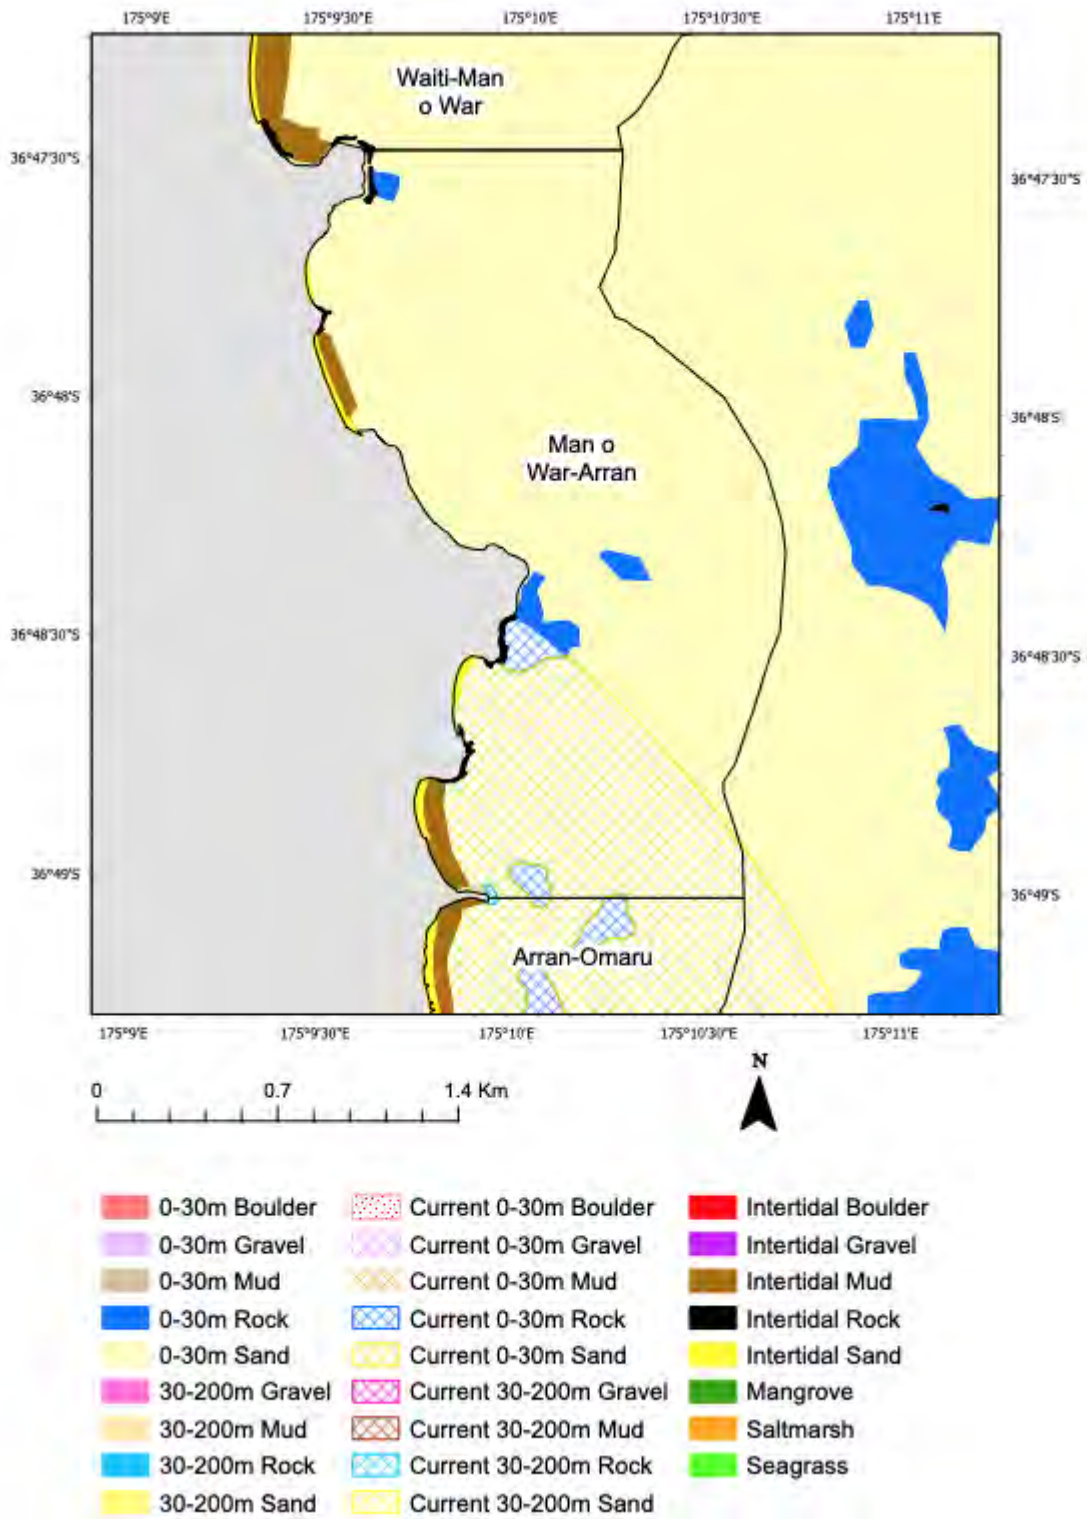 175°9'E 175°9'30"E 175°10'E 175°10'30"E 175°11'E
Waiti-Man
o War
36°47'30"S
36°47'30"S
36°48'S
36°48'S
Man o
War-Arran
36°48'30"S
36°48'30"S
36°49'S
36°49'S
Arran-Omaru
175°9'E 175°9'30"E 175°10'E 175°10'30"E 175°11'E
N
0 0.7 1.4 Km
0-30m Boulder Current 0-30m Boulder Intertidal Boulder
0-30m Gravel Current 0-30m Gravel Intertidal Gravel
0-30m Mud Current 0-30m Mud Intertidal Mud
0-30m Rock Current 0-30m Rock Intertidal Rock
0-30m Sand Current 0-30m Sand Intertidal Sand
30-200m Gravel Current 30-200m Gravel Mangrove
30-200m Mud Current 30-200m Mud Saltmarsh
30-200m Rock Current 30-200m Rock Seagrass
30-200m Sand Current 30-200m Sand